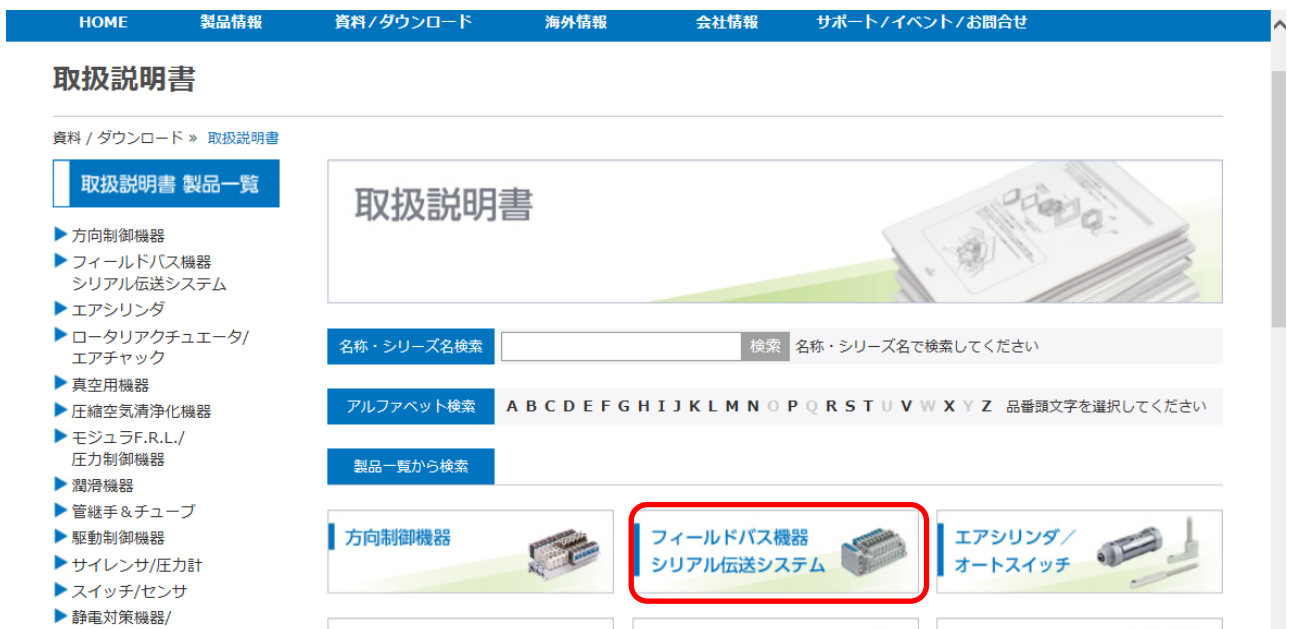 HOME 製品情報 資料/ダウンロード 海外情報 会社情報 サポート/イベント/お問合せ
取扱説明書
資料 / ダウンロード » 取扱説明書
取扱説明書 製品一覧
方向制御機器
フィールドバス機器
シリアル伝送システム
エアシリンダ
ロータリアクチュエータ/
エアチャック
真空用機器
圧縮空気清浄化機器
モジュラF.R.L./
圧力制御機器
潤滑機器
管継手＆チューブ
駆動制御機器
サイレンサ/圧力計
スイッチ/センサ
静電対策機器/
取扱説明書
名称・シリーズ名検索 検索 名称・シリーズ名で検索してください
アルファベット検索 A B C D E F G H I J K L M N O P Q R S T U V W X Y Z 品番頭文字を選択してください
製品一覧から検索
方向制御機器
フィールドバス機器
シリアル伝送システム
エアシリンダ/
オートスイッチ